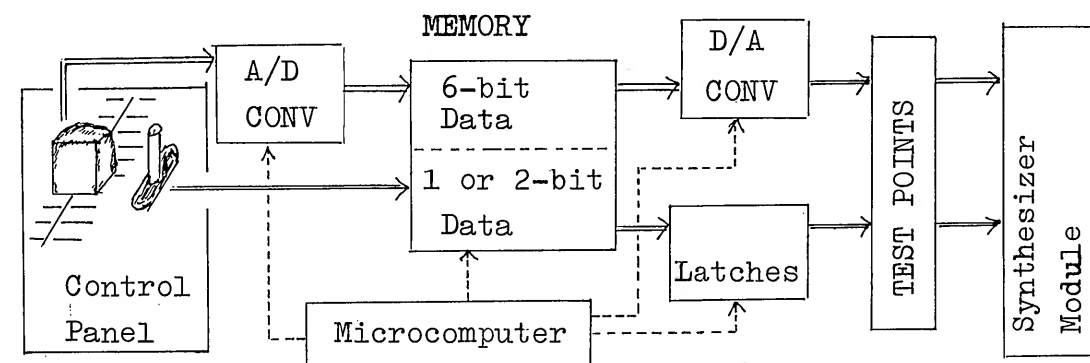 MEMORY
A/D
CONV
6-bit
Data
1 or 2-bit
Data
D/A
CONV
Latches
TEST POINTS
Synthesizer
Module
Control
Panel
Microcomputer